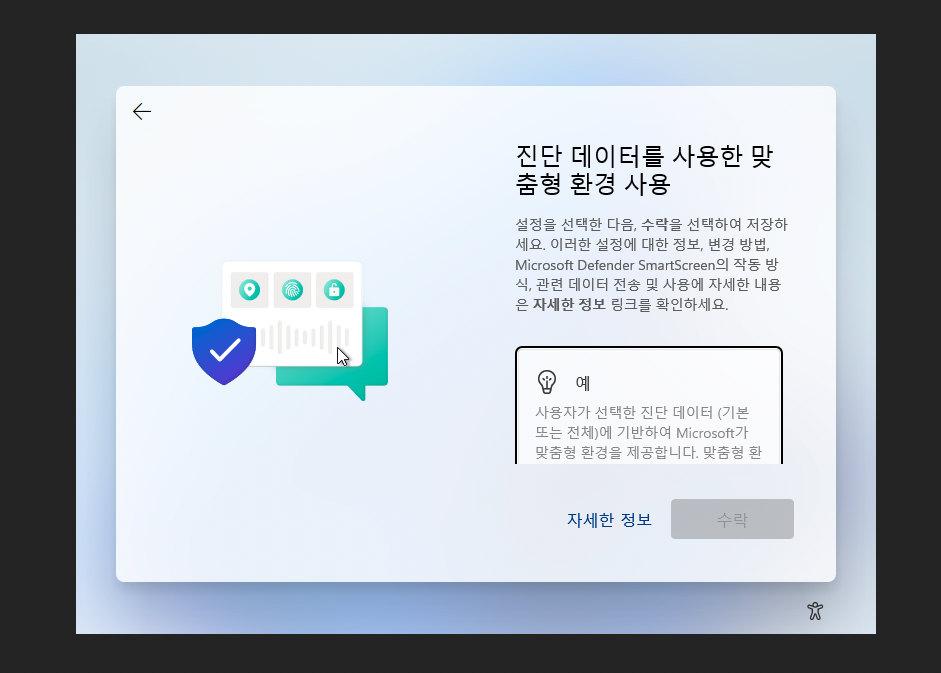 진단 데이터를 사용한 맞
춤형 환경 사용
설정을 선택한 다음, 수락을 선택하여 저장하
세요. 이러한 설정에 대한 정보, 변경 방법,
Microsoft Defender SmartScreen의 작동 방
식, 관련 데이터 전송 및 사용에 자세한 내용
은 자세한 정보 링크를 확인하세요.
예
사용자가 선택한 진단 데이터 (기본
또는 전체)에 기반하여 Microsoft가
맞춤형 환경을 제공합니다. 맞춤형 환
자세한 정보
수락